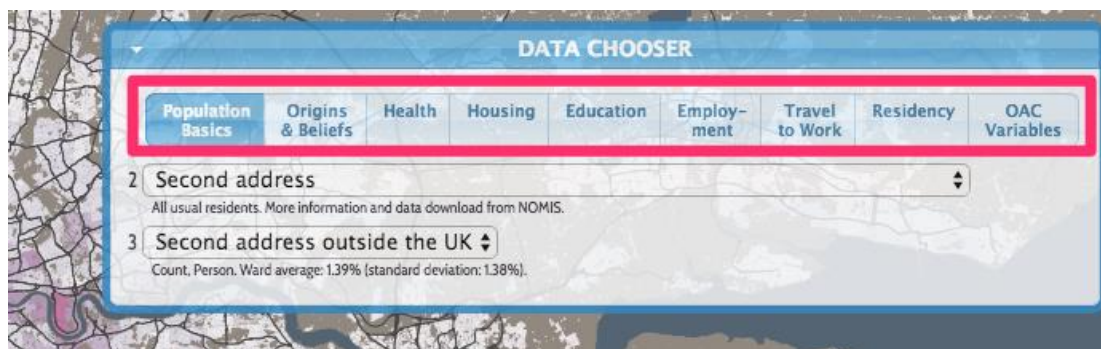 DATA CHOOSER
Population Basics
Origins & Beliefs
Health
Housing
Education
Employ-
ment
Travel to Work
Residency
OAC Variables
2 Second address
All usual residents. More information and data download from NOMIS.
3 Second address outside the UK
Count, Person. Ward average: 1.39% (standard deviation: 1.38%).